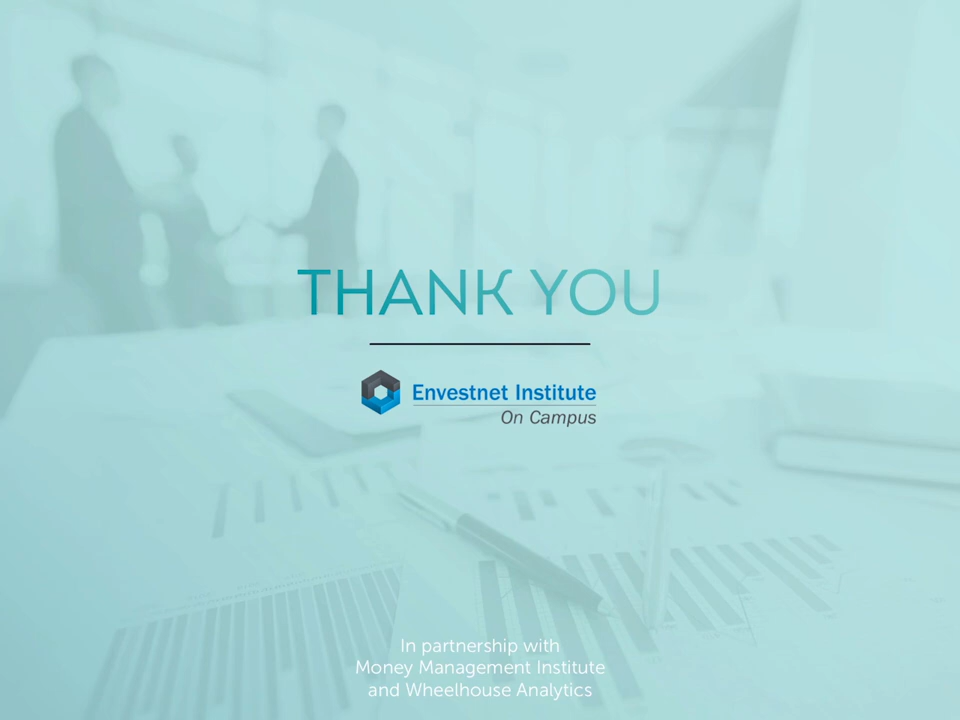 THANK YOU
Envestnet Institute
On Campus
In partnership with
Money Management Institute
and Wheelhouse Analytics